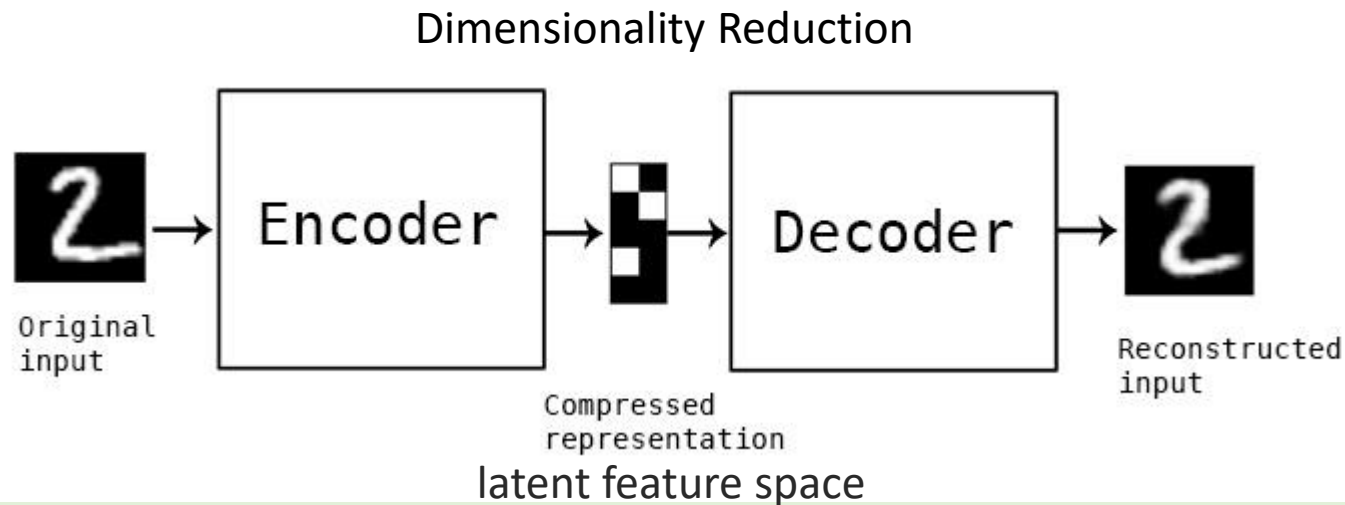 Dimensionality Reduction
Encoder
Decoder
Original
input
Reconstructed
input
Compressed
representation
latent feature space